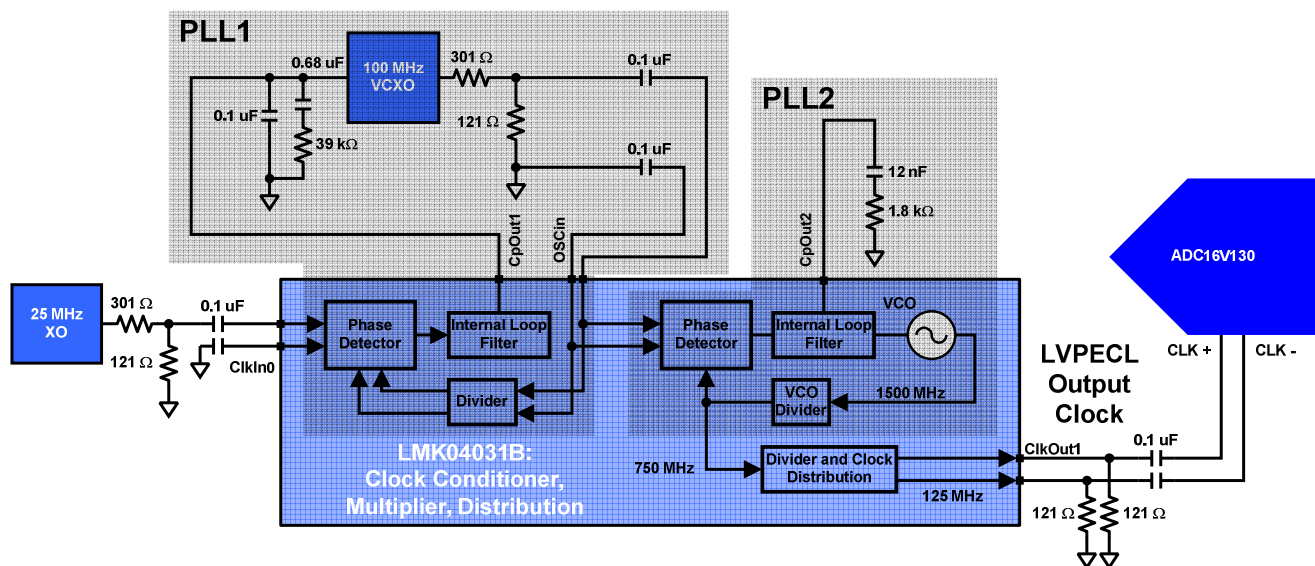 PLL1
0.68 uF
100 MHz
VCXO
301 Ω
0.1 uF
0.1 uF
39 kΩ
121 Ω
0.1 uF
PLL2
12 nF
1.8 kΩ
CpOut1
OSCin
CpOut2
ADC16V130
25 MHz
XO
301 Ω
0.1 uF
121 Ω
ClkIn0
Phase
Detector
Internal Loop
Filter
Divider
Phase
Detector
Internal Loop
Filter
VCO
VCO
Divider
1500 MHz
CLK +
CLK -
LVPECL
Output
Clock
LMK04031B:
Clock Conditioner,
Multiplier, Distribution
750 MHz
Divider and Clock
Distribution
125 MHz
ClkOut1
0.1 uF
121 Ω
121 Ω